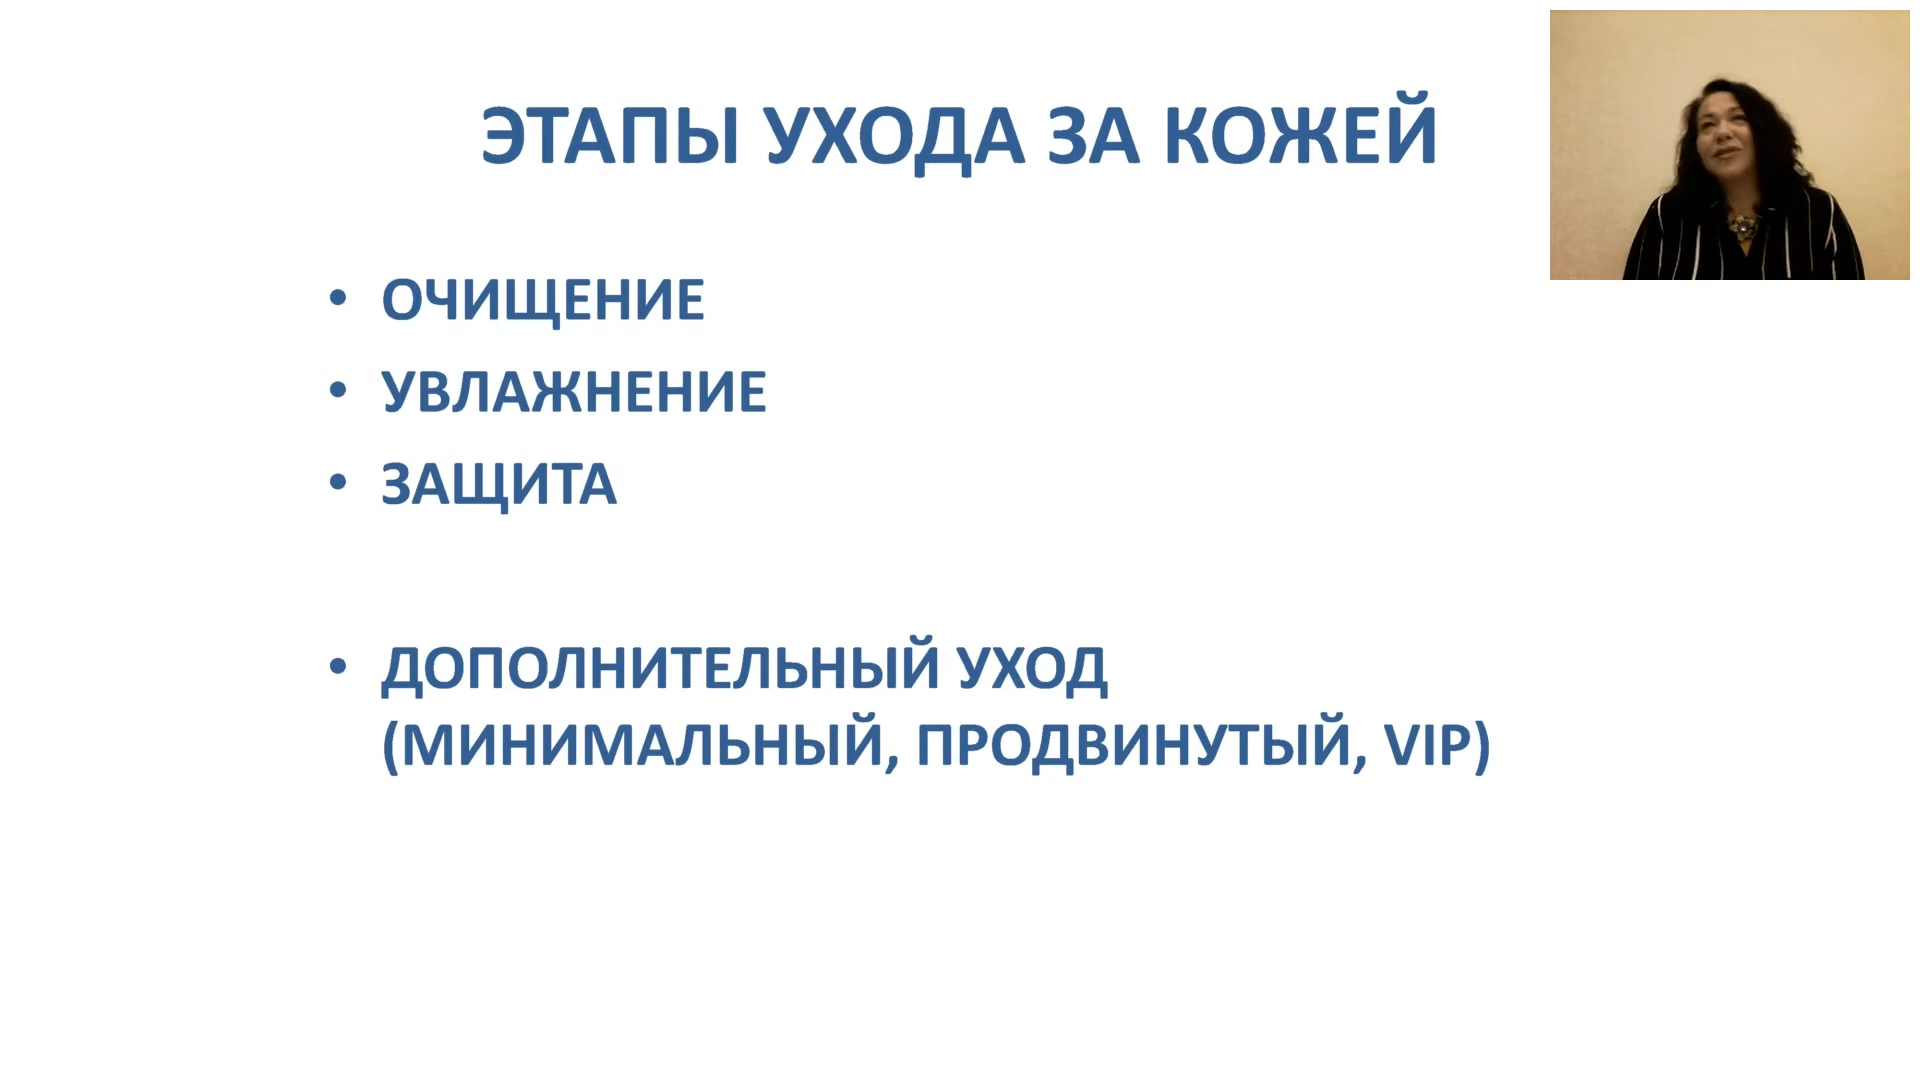 ЭТАПЫ УХОДА ЗА КОЖЕЙ
• ОЧИЩЕНИЕ
• УВЛАЖНЕНИЕ
• ЗАЩИТА
• ДОПОЛНИТЕЛЬНЫЙ УХОД
(МИНИМАЛЬНЫЙ, ПРОДВИНУТЫЙ, VIP)